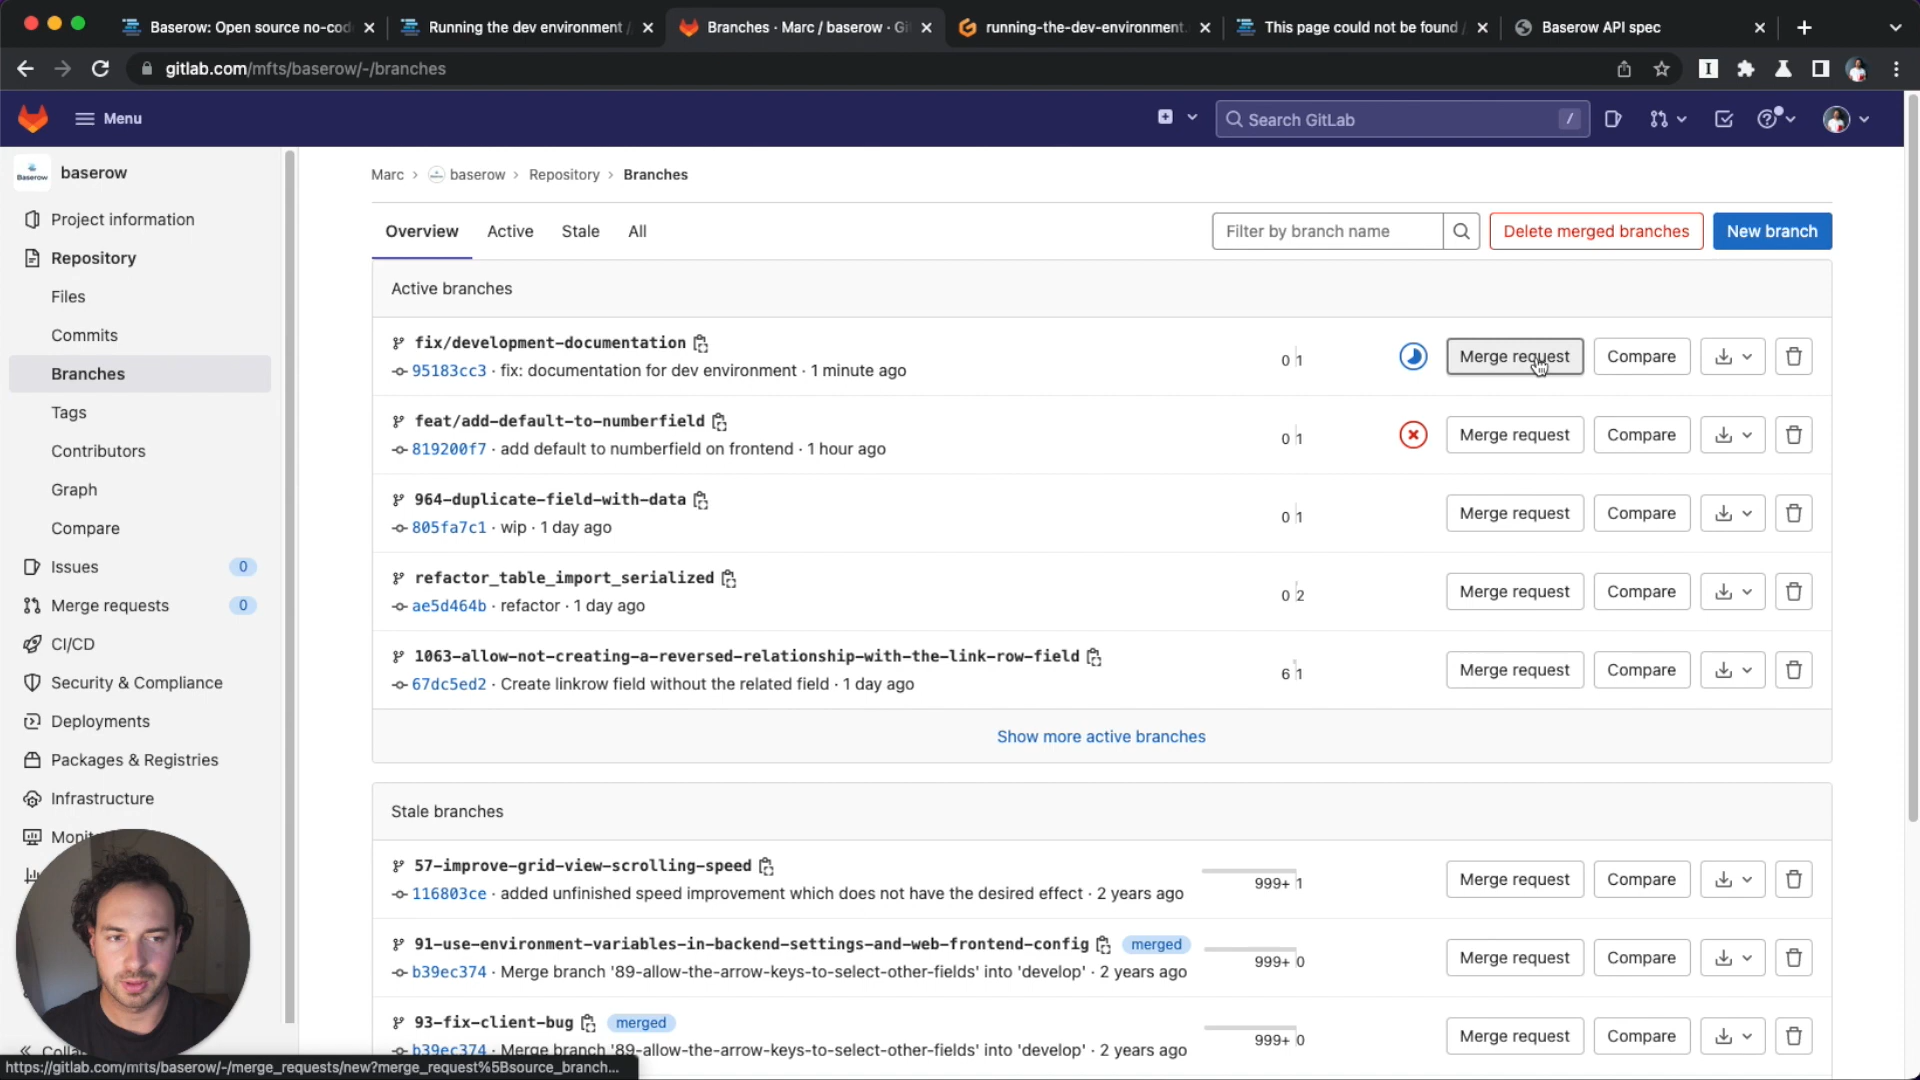 Baserow: Open source no-cod
Running the dev environment /
Branches · Marc / baserow · Gi
running-the-dev-environment.
This page could not be found /
Baserow API spec
gitlab.com/mfts/baserow/-/branches
Menu
Search GitLab /
Baserow baserow
Project information
Repository
Files
Commits
Branches
Tags
Contributors
Graph
Compare
Issues 0
Merge requests 0
CI/CD
Security & Compliance
Deployments
Packages & Registries
Infrastructure
Marc > baserow > Repository > Branches
Overview Active Stale All
Filter by branch name Delete merged branches New branch
Active branches
fix/development-documentation
95183cc3 · fix: documentation for dev environment · 1 minute ago
0 1 Merge request Compare
feat/add-default-to-numberfield
819200f7 · add default to numberfield on frontend · 1 hour ago
0 1 Merge request Compare
964-duplicate-field-with-data
805fa7c1 · wip · 1 day ago
0 1 Merge request Compare
refactor_table_import_serialized
ae5d464b · refactor · 1 day ago
0 2 Merge request Compare
1063-allow-not-creating-a-reversed-relationship-with-the-link-row-field
67dc5ed2 · Create linkrow field without the related field · 1 day ago
6 1 Merge request Compare
Show more active branches
Stale branches
57-improve-grid-view-scrolling-speed
116803ce · added unfinished speed improvement which does not have the desired effect · 2 years ago
999+ 1 Merge request Compare
91-use-environment-variables-in-backend-settings-and-web-frontend-config merged
b39ec374 · Merge branch '89-allow-the-arrow-keys-to-select-other-fields' into 'develop' · 2 years ago
999+ 0 Merge request Compare
93-fix-client-bug merged
b39ec374 · Merge branch '89-allow-the-arrow-keys-to-select-other-fields' into 'develop' · 2 years ago
999+ 0 Merge request Compare
https://gitlab.com/mfts/baserow/-/merge_requests/new?merge_request%5Bsource_branch...